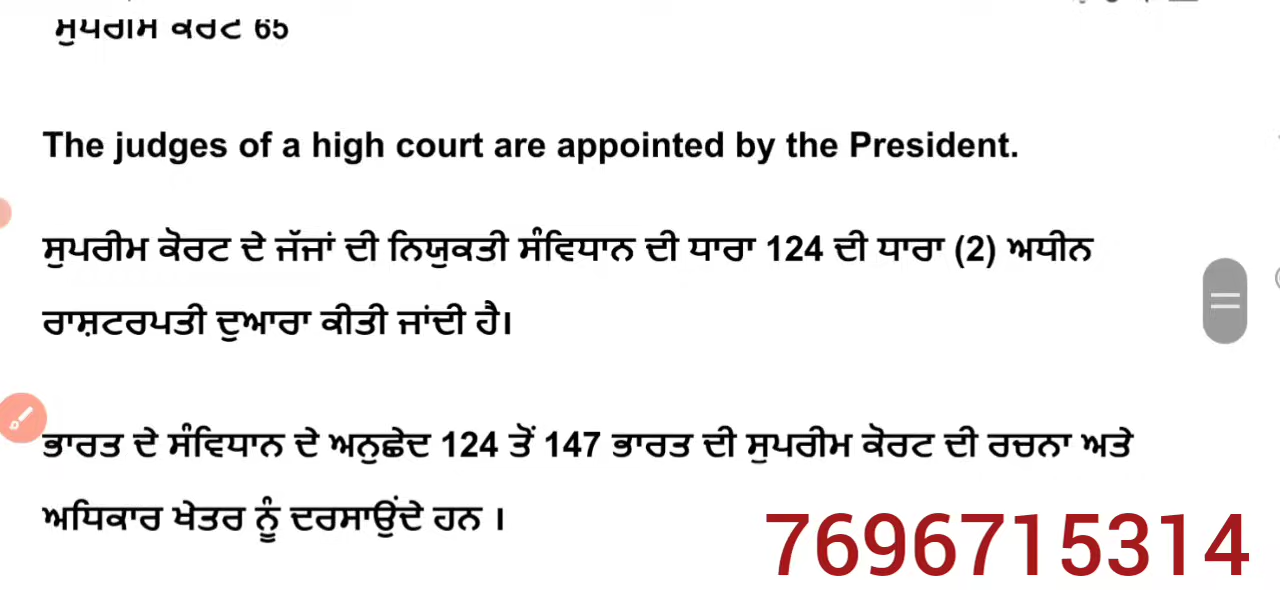 ਸੁਪਰੀਮ ਕੋਰਟ 65
The judges of a high court are appointed by the President.
ਸੁਪਰੀਮ ਕੋਰਟ ਦੇ ਜੱਜਾਂ ਦੀ ਨਿਯੁਕਤੀ ਸੰਵਿਧਾਨ ਦੀ ਧਾਰਾ 124 ਦੀ ਧਾਰਾ (2) ਅਧੀਨ
ਰਾਸ਼ਟਰਪਤੀ ਦੁਆਰਾ ਕੀਤੀ ਜਾਂਦੀ ਹੈ।
ਭਾਰਤ ਦੇ ਸੰਵਿਧਾਨ ਦੇ ਅਨੁਛੇਦ 124 ਤੋਂ 147 ਭਾਰਤ ਦੀ ਸੁਪਰੀਮ ਕੋਰਟ ਦੀ ਰਚਨਾ ਅਤੇ
ਅਧਿਕਾਰ ਖੇਤਰ ਨੂੰ ਦਰਸਾਉਂਦੇ ਹਨ ।
7696715314